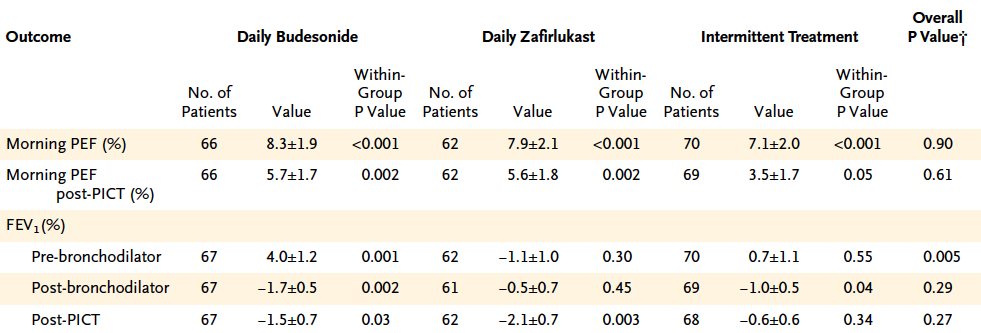 Outcome Daily Budesonide Daily Zafirlukast Intermittent Treatment Overall P Value†
No. of Patients Value Within-Group P Value No. of Patients Value Within-Group P Value No. of Patients Value Within-Group P Value
Morning PEF (%) 66 8.3±1.9 <0.001 62 7.9±2.1 <0.001 70 7.1±2.0 <0.001 0.90
Morning PEF 66 5.7±1.7 0.002 62 5.6±1.8 0.002 69 3.5±1.7 0.05 0.61
post-PICT (%)
FEV₁(%)
Pre-bronchodilator 67 4.0±1.2 0.001 62 −1.1±1.0 0.30 70 0.7±1.1 0.55 0.005
Post-bronchodilator 67 −1.7±0.5 0.002 61 −0.5±0.7 0.45 69 −1.0±0.5 0.04 0.29
Post-PICT 67 −1.5±0.7 0.03 62 −2.1±0.7 0.003 68 −0.6±0.6 0.34 0.27